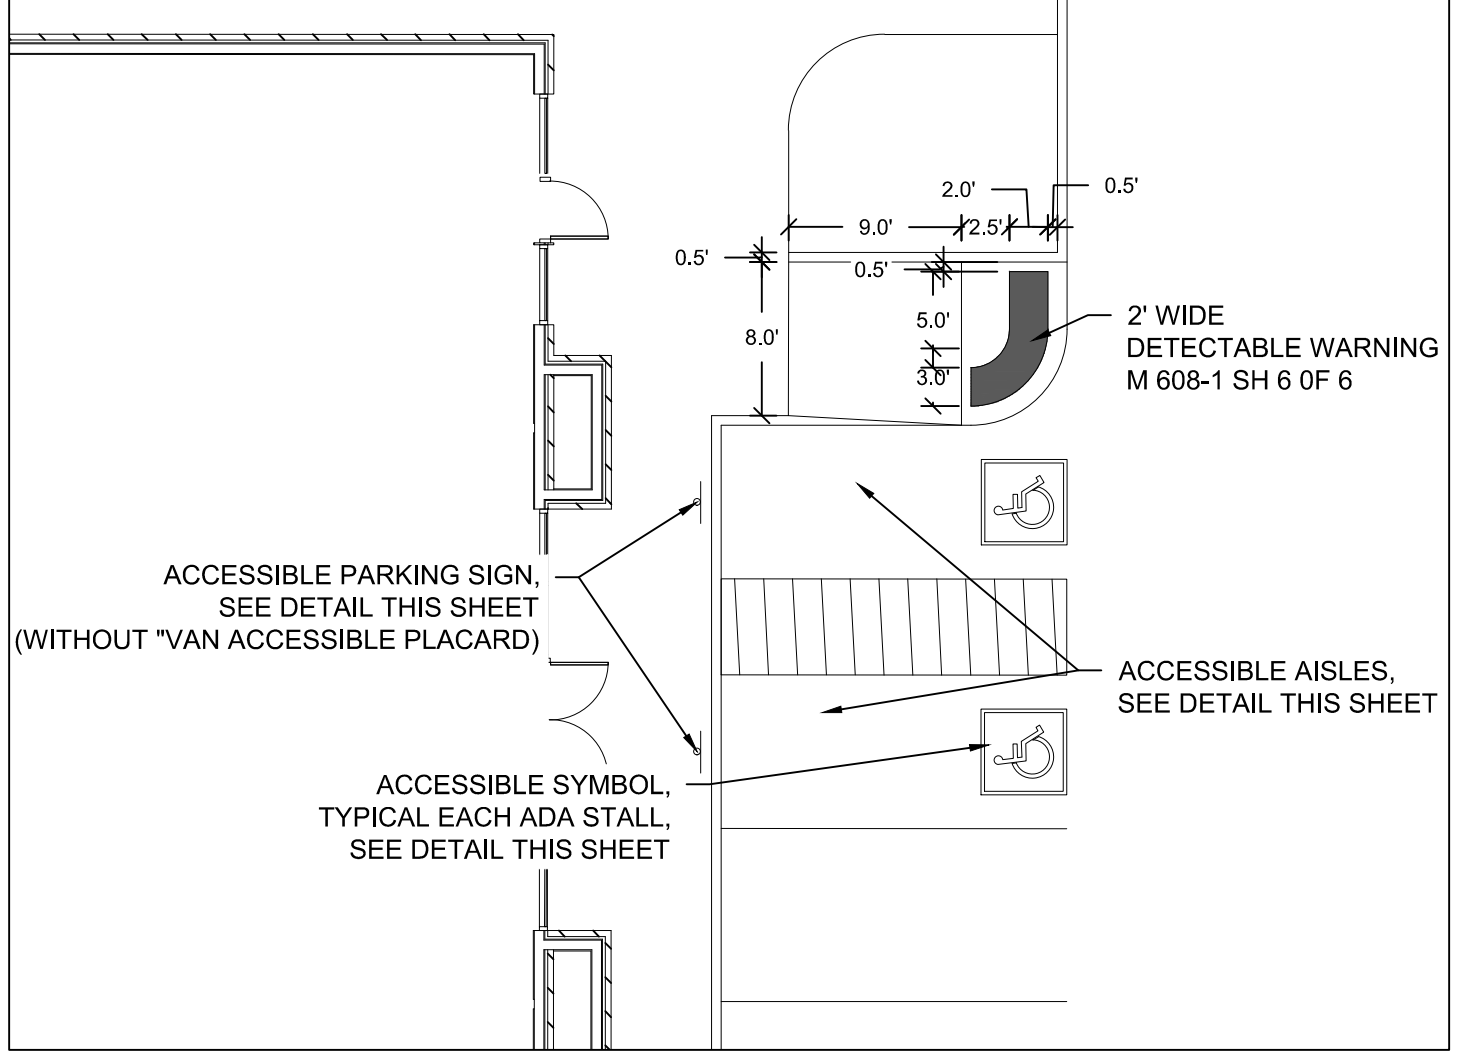 2.0'
0.5'
9.0'
2.5'
0.5'
0.5'
8.0'
5.0'
3.0'
2' WIDE
DETECTABLE WARNING
M 608-1 SH 6 0F 6
ACCESSIBLE PARKING SIGN,
SEE DETAIL THIS SHEET
(WITHOUT "VAN ACCESSIBLE PLACARD)
ACCESSIBLE AISLES,
SEE DETAIL THIS SHEET
ACCESSIBLE SYMBOL,
TYPICAL EACH ADA STALL,
SEE DETAIL THIS SHEET